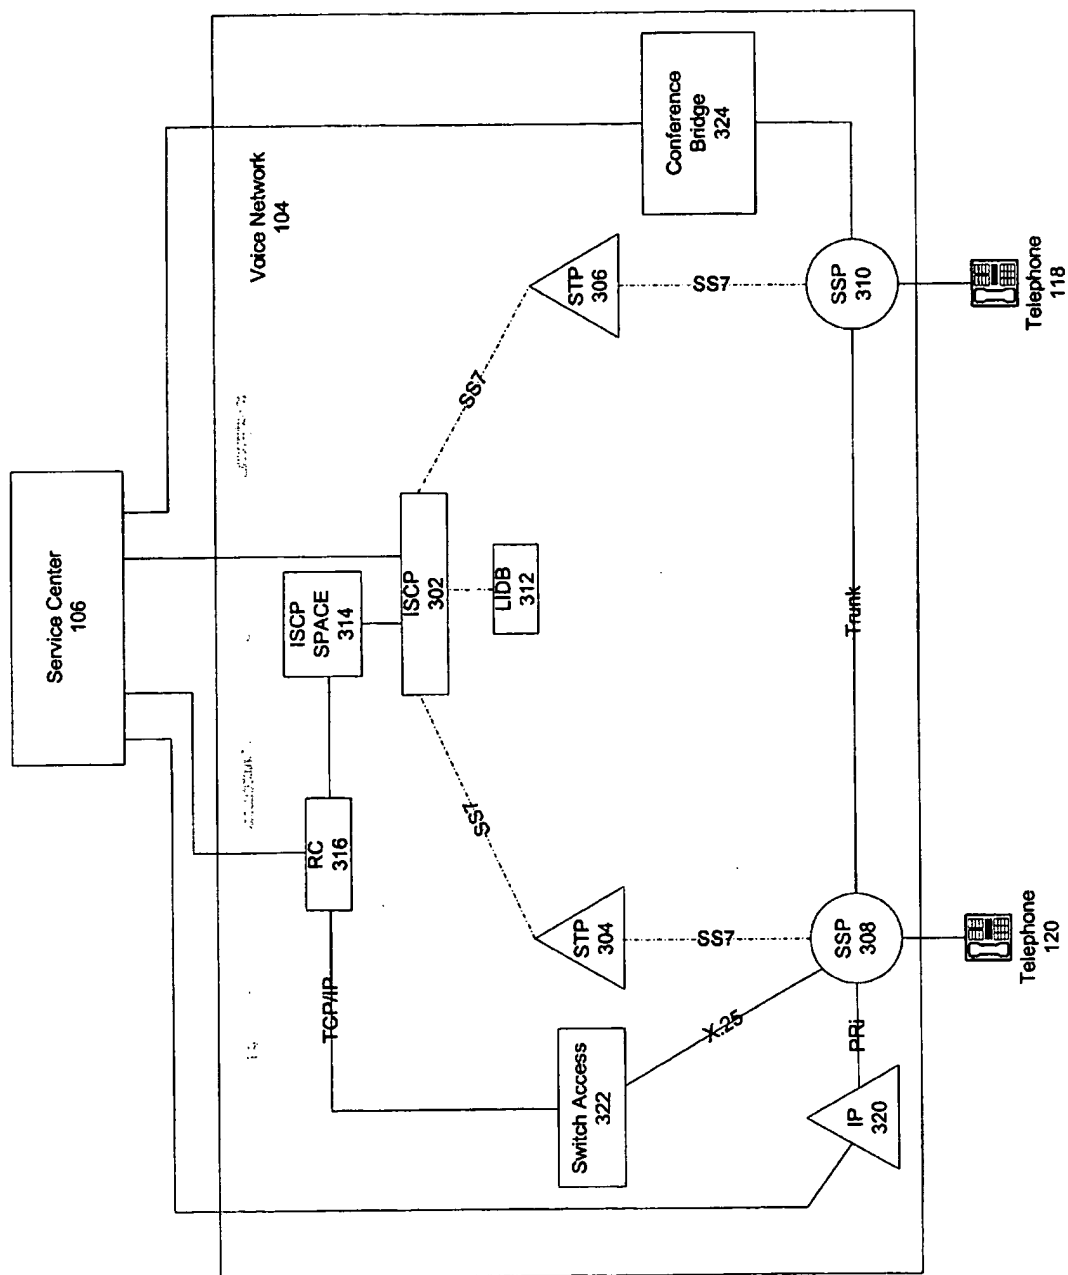 Service Center
106
Voice Network
104
ISCP
SPACE
314
RC
316
ISCP
302
LIDB
312
SS7
SS7
STP
304
STP
306
Conference
Bridge
324
TCP/IP
Switch Access
322
X.25
SS7
SS7
PRi
IP
320
SSP
308
Trunk
SSP
310
Telephone
120
Telephone
118